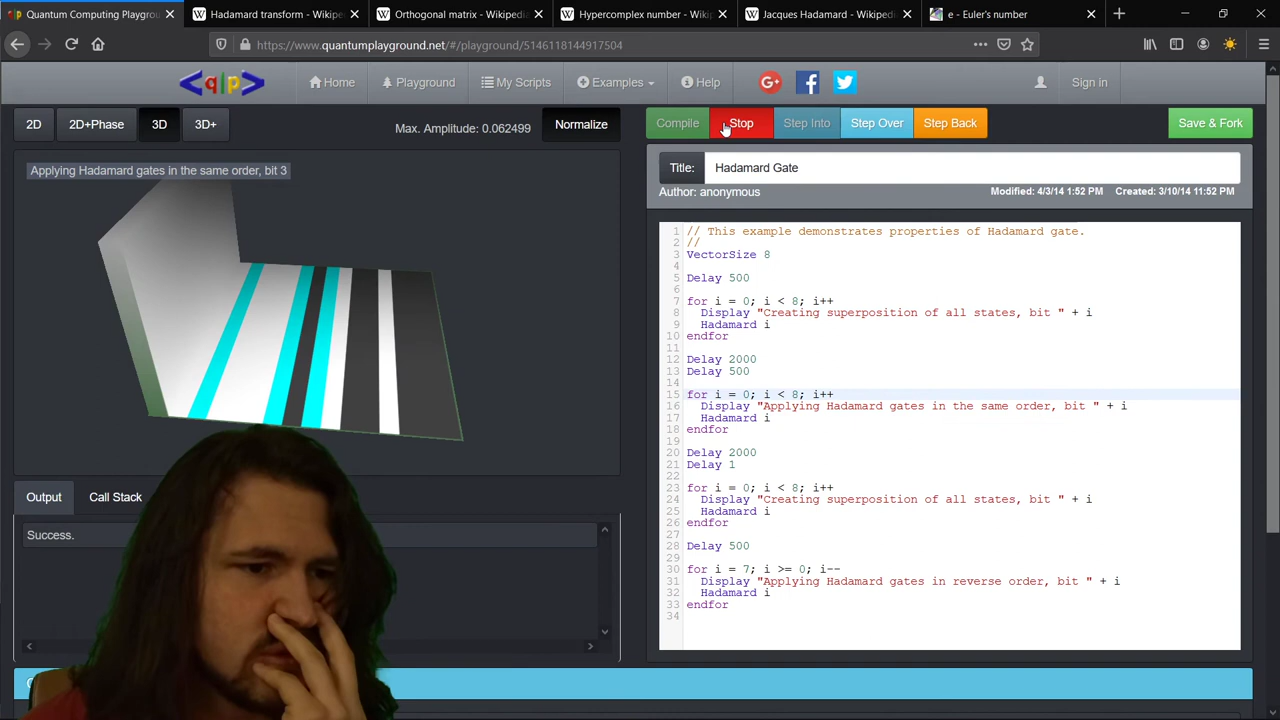 Quantum Computing Playground
Hadamard transform - Wikipe
Orthogonal matrix - Wikipedia
Hypercomplex number - Wikip
Jacques Hadamard - Wikipedi
e - Euler's number
https://www.quantumplayground.net/#/playground/5146118144917504
<q|p>
Home
Playground
My Scripts
Examples
Help
Sign in
2D
2D+Phase
3D
3D+
Max. Amplitude: 0.062499
Normalize
Compile
Stop
Step Into
Step Over
Step Back
Save & Fork
Applying Hadamard gates in the same order, bit 3
Title:
Hadamard Gate
Author: anonymous
Modified: 4/3/14 1:52 PM
Created: 3/10/14 11:52 PM
1 // This example demonstrates properties of Hadamard gate.
2 //
3 VectorSize 8
4
5 Delay 500
6
7 for i = 0; i < 8; i++
8 Display "Creating superposition of all states, bit " + i
9 Hadamard i
10 endfor
11
12 Delay 2000
13 Delay 500
14
15 for i = 0; i < 8; i++
16 Display "Applying Hadamard gates in the same order, bit " + i
17 Hadamard i
18 endfor
19
20 Delay 2000
21 Delay 1
22
23 for i = 0; i < 8; i++
24 Display "Creating superposition of all states, bit " + i
25 Hadamard i
26 endfor
27
28 Delay 500
29
30 for i = 7; i >= 0; i--
31 Display "Applying Hadamard gates in reverse order, bit " + i
32 Hadamard i
33 endfor
34
Output
Call Stack
Success.